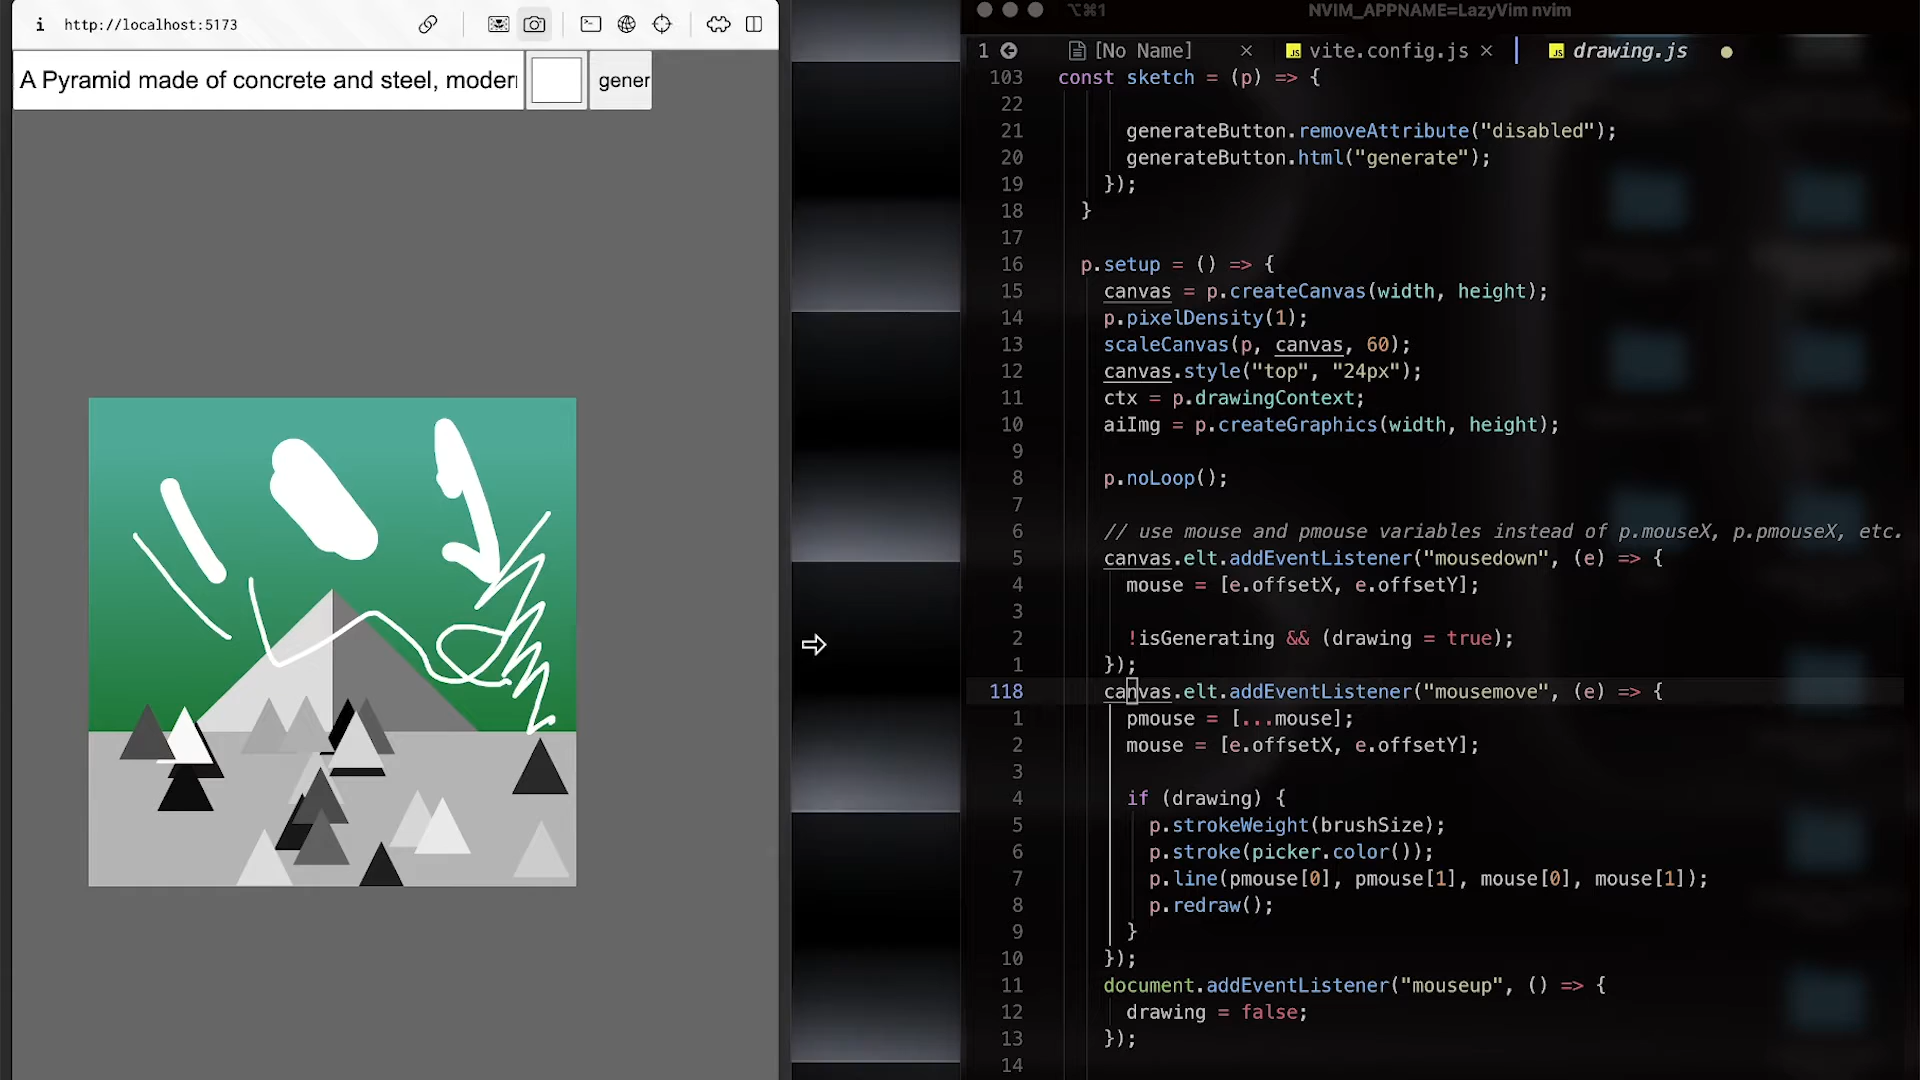 http://localhost:5173
A Pyramid made of concrete and steel, moder
gener
⌥⌘1
NVIM_APPNAME=LazyVim nvim
1 [No Name] × JS vite.config.js × JS drawing.js ●
103 const sketch = (p) => {
22
21 generateButton.removeAttribute("disabled");
20 generateButton.html("generate");
19 });
18 }
17
16 p.setup = () => {
15 canvas = p.createCanvas(width, height);
14 p.pixelDensity(1);
13 scaleCanvas(p, canvas, 60);
12 canvas.style("top", "24px");
11 ctx = p.drawingContext;
10 aiImg = p.createGraphics(width, height);
9
8 p.noLoop();
7
6 // use mouse and pmouse variables instead of p.mouseX, p.pmouseX, etc.
5 canvas.elt.addEventListener("mousedown", (e) => {
4 mouse = [e.offsetX, e.offsetY];
3
2 !isGenerating && (drawing = true);
1 });
118 canvas.elt.addEventListener("mousemove", (e) => {
1 pmouse = [...mouse];
2 mouse = [e.offsetX, e.offsetY];
3
4 if (drawing) {
5 p.strokeWeight(brushSize);
6 p.stroke(picker.color());
7 p.line(pmouse[0], pmouse[1], mouse[0], mouse[1]);
8 p.redraw();
9 }
10 });
11 document.addEventListener("mouseup", () => {
12 drawing = false;
13 });
14